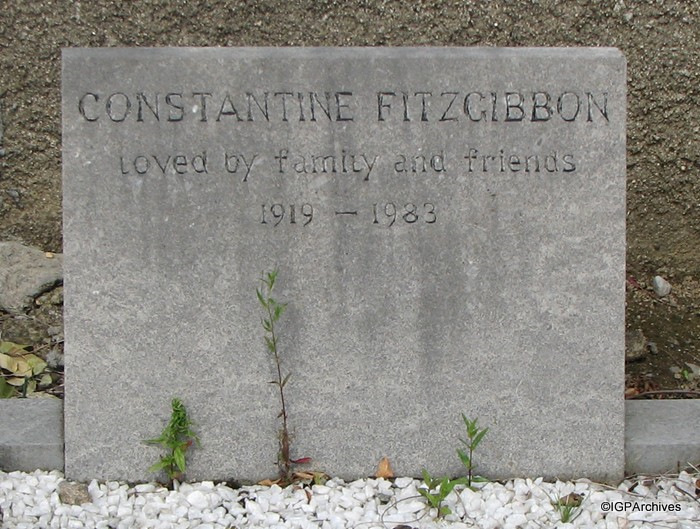 CONSTANTINE FITZGIBBON
loved by family and friends
1919 – 1983
©IGPArchives